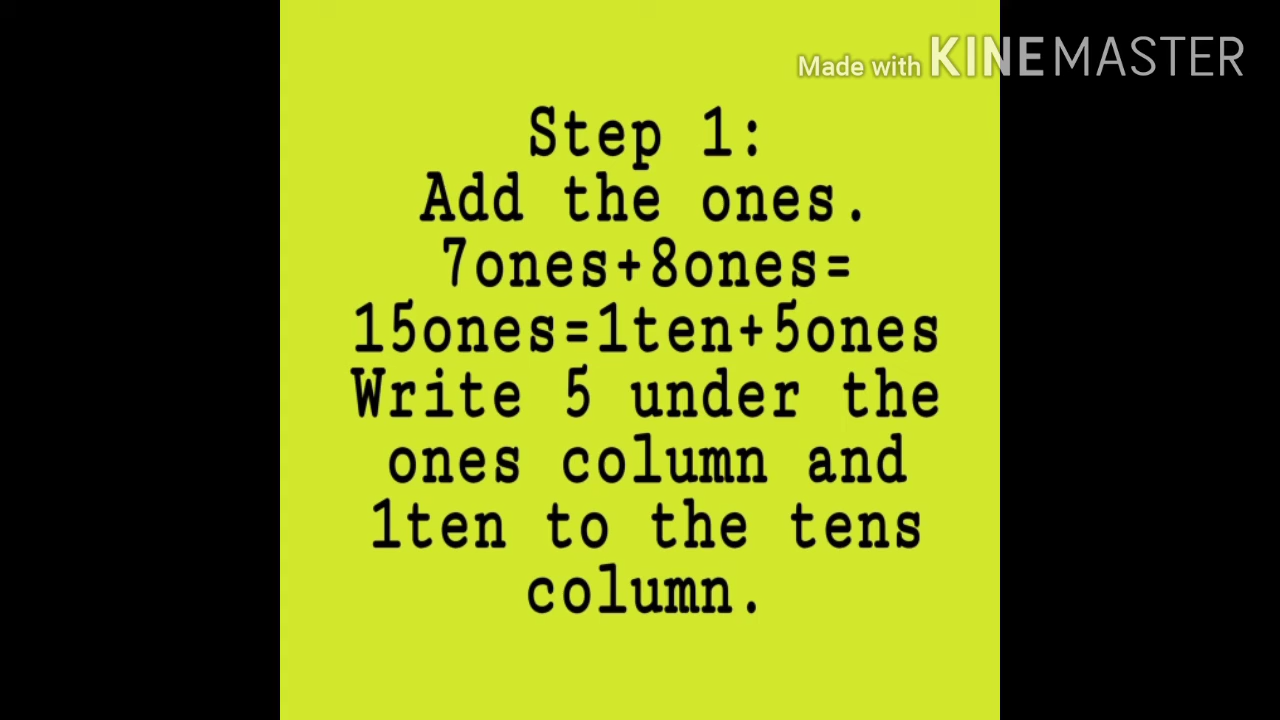 Made with KINEMASTER
Step 1:
Add the ones.
7ones+8ones=
15ones=1ten+5ones
Write 5 under the
ones column and
1ten to the tens
column.